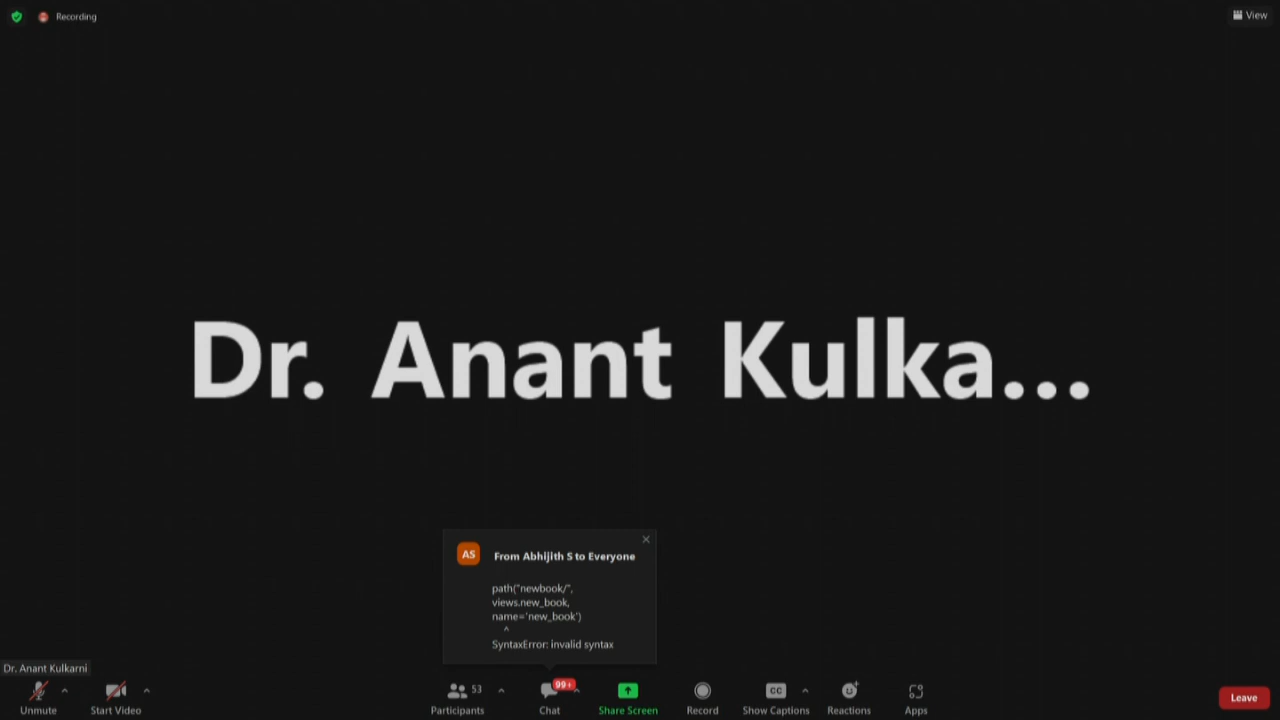 Recording
View
Dr. Anant Kulka...
AS
From Abhijith S to Everyone
path("newbook/",
views.new_book,
name='new_book')
^
SyntaxError: invalid syntax
Dr. Anant Kulkarni
53
99+
CC
Unmute
Start Video
Participants
Chat
Share Screen
Record
Show Captions
Reactions
Apps
Leave